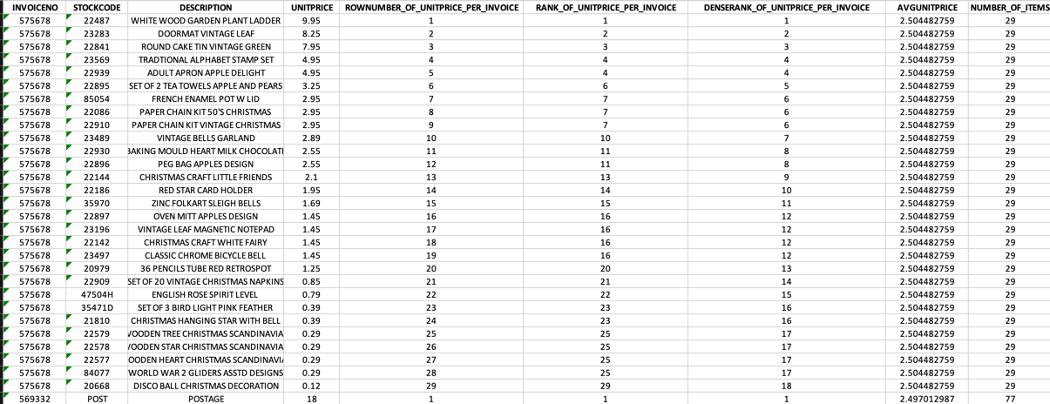 INVOICENO STOCKCODE DESCRIPTION UNITPRICE ROWNUMBER_OF_UNITPRICE_PER_INVOICE RANK_OF_UNITPRICE_PER_INVOICE DENSERANK_OF_UNITPRICE_PER_INVOICE AVGUNITPRICE NUMBER_OF_ITEMS
575678 22487 WHITE WOOD GARDEN PLANT LADDER 9.95 1 1 1 2.504482759 29
575678 23283 DOORMAT VINTAGE LEAF 8.25 2 2 2 2.504482759 29
575678 22841 ROUND CAKE TIN VINTAGE GREEN 7.95 3 3 3 2.504482759 29
575678 23569 TRADTIONAL ALPHABET STAMP SET 4.95 4 4 4 2.504482759 29
575678 22939 ADULT APRON APPLE DELIGHT 4.95 5 4 4 2.504482759 29
575678 22895 SET OF 2 TEA TOWELS APPLE AND PEARS 3.25 6 6 5 2.504482759 29
575678 85054 FRENCH ENAMEL POT W LID 2.95 7 7 6 2.504482759 29
575678 22086 PAPER CHAIN KIT 50'S CHRISTMAS 2.95 8 7 6 2.504482759 29
575678 22910 PAPER CHAIN KIT VINTAGE CHRISTMAS 2.95 9 7 6 2.504482759 29
575678 23489 VINTAGE BELLS GARLAND 2.89 10 10 7 2.504482759 29
575678 22930 BAKING MOULD HEART MILK CHOCOLATE 2.55 11 11 8 2.504482759 29
575678 22896 PEG BAG APPLES DESIGN 2.55 12 11 8 2.504482759 29
575678 22144 CHRISTMAS CRAFT LITTLE FRIENDS 2.1 13 13 9 2.504482759 29
575678 22186 RED STAR CARD HOLDER 1.95 14 14 10 2.504482759 29
575678 35970 ZINC FOLKART SLEIGH BELLS 1.69 15 15 11 2.504482759 29
575678 22897 OVEN MITT APPLES DESIGN 1.45 16 16 12 2.504482759 29
575678 23196 VINTAGE LEAF MAGNETIC NOTEPAD 1.45 17 16 12 2.504482759 29
575678 22142 CHRISTMAS CRAFT WHITE FAIRY 1.45 18 16 12 2.504482759 29
575678 23497 CLASSIC CHROME BICYCLE BELL 1.45 19 16 12 2.504482759 29
575678 20979 36 PENCILS TUBE RED RETROSPOT 1.25 20 20 13 2.504482759 29
575678 22909 SET OF 20 VINTAGE CHRISTMAS NAPKINS 0.85 21 21 14 2.504482759 29
575678 47504H ENGLISH ROSE SPIRIT LEVEL 0.79 22 22 15 2.504482759 29
575678 35471D SET OF 3 BIRD LIGHT PINK FEATHER 0.39 23 23 16 2.504482759 29
575678 21810 CHRISTMAS HANGING STAR WITH BELL 0.39 24 23 16 2.504482759 29
575678 22579 WOODEN TREE CHRISTMAS SCANDINAVIA 0.29 25 25 17 2.504482759 29
575678 22578 WOODEN STAR CHRISTMAS SCANDINAVIA 0.29 26 25 17 2.504482759 29
575678 22577 OODEN HEART CHRISTMAS SCANDINAVI 0.29 27 25 17 2.504482759 29
575678 84077 WORLD WAR 2 GLIDERS ASSTD DESIGNS 0.29 28 25 17 2.504482759 29
575678 20668 DISCO BALL CHRISTMAS DECORATION 0.12 29 29 18 2.504482759 29
569332 POST POSTAGE 18 1 1 1 2.497012987 77